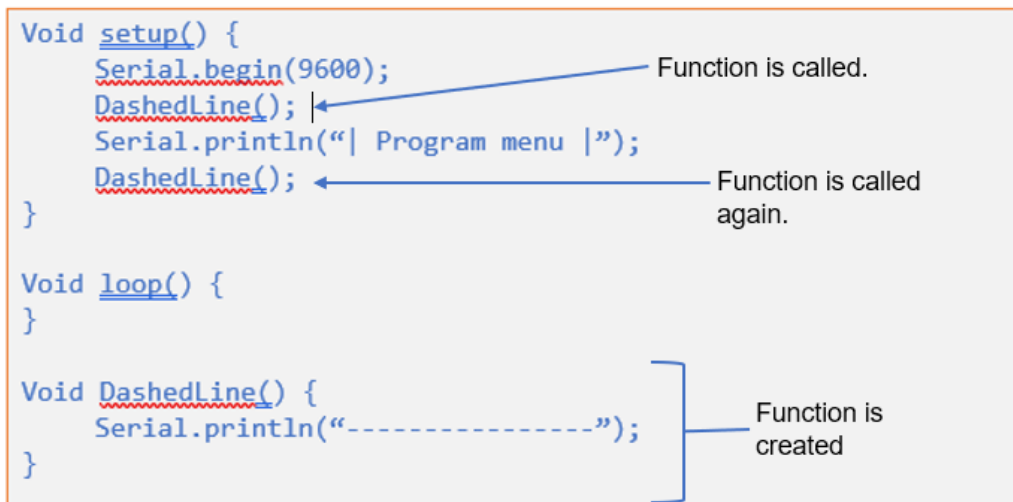 Void setup() {
Serial.begin(9600);
Function is called.
DashedLine();
Serial.println(“| Program menu |”);
DashedLine();
Function is called
again.
}
Void loop() {
}
Void DashedLine() {
Serial.println(“-----------------”);
}
Function is
created